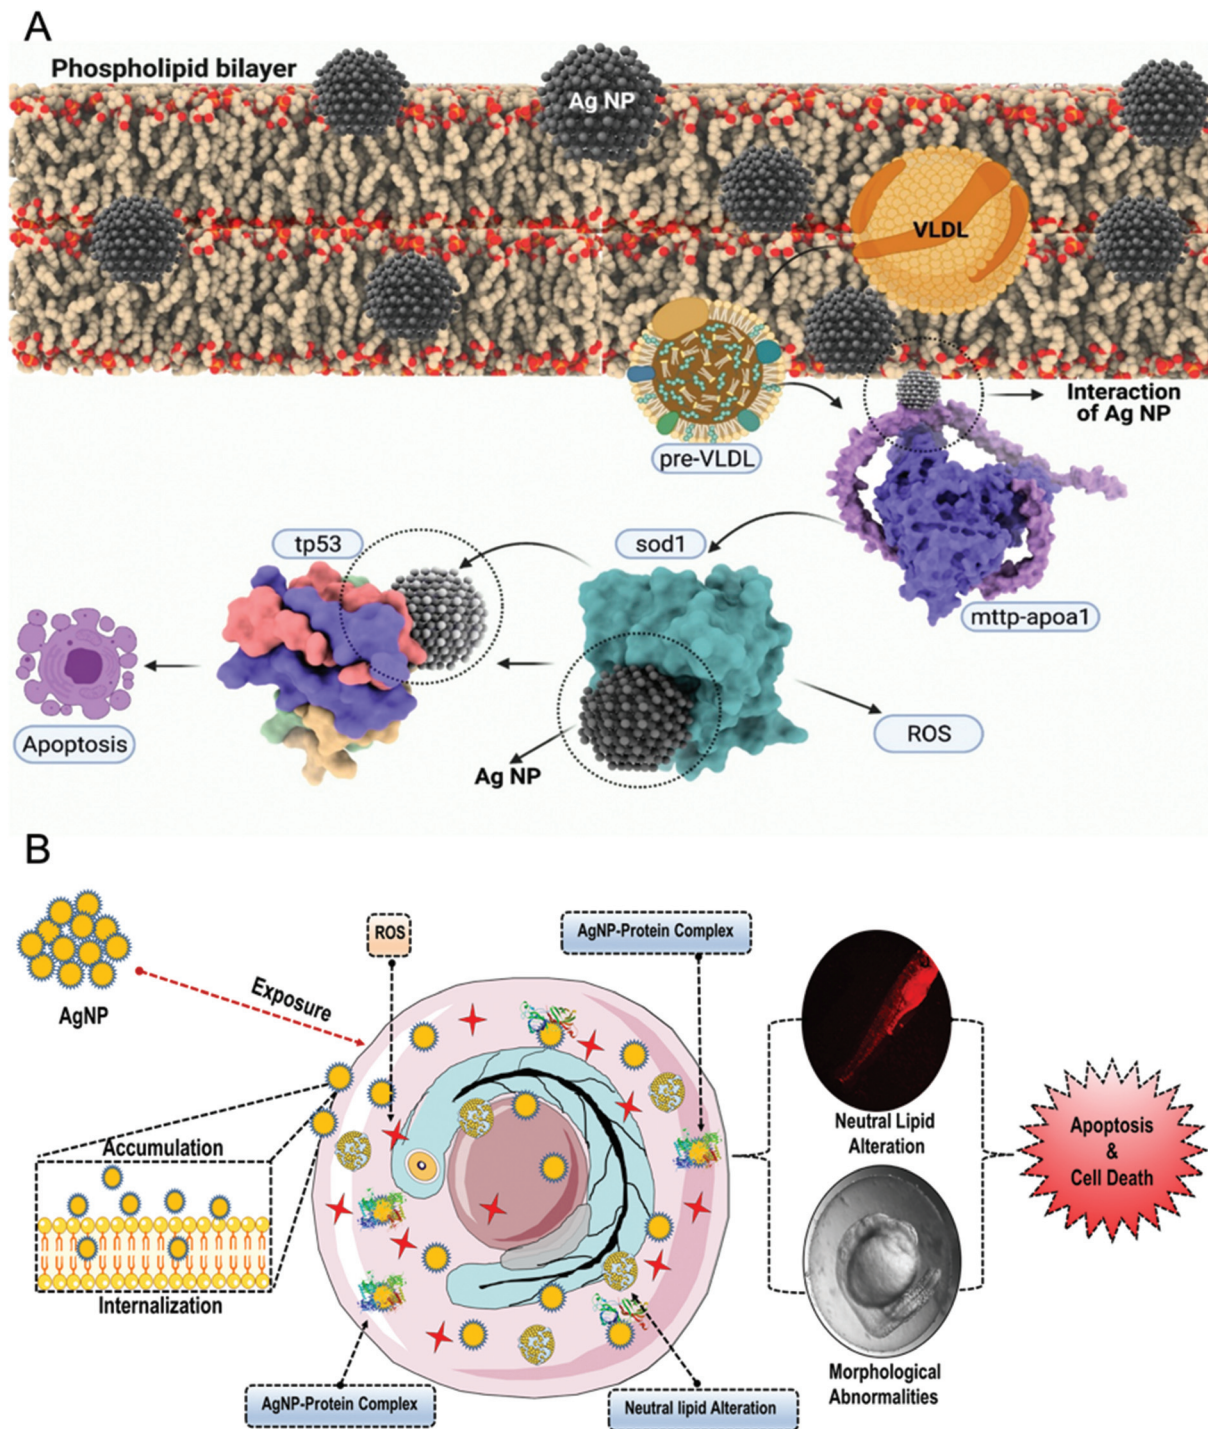 A
Phospholipid bilayer
Ag NP
VLDL
Interaction
of Ag NP
pre-VLDL
tp53
sod1
mttp-apoa1
Apoptosis
ROS
Ag NP
B
ROS
AgNP-Protein Complex
AgNP
Exposure
Accumulation
Internalization
Neutral Lipid
Alteration
Apoptosis
&
Cell Death
Morphological
Abnormalities
AgNP-Protein Complex
Neutral lipid Alteration